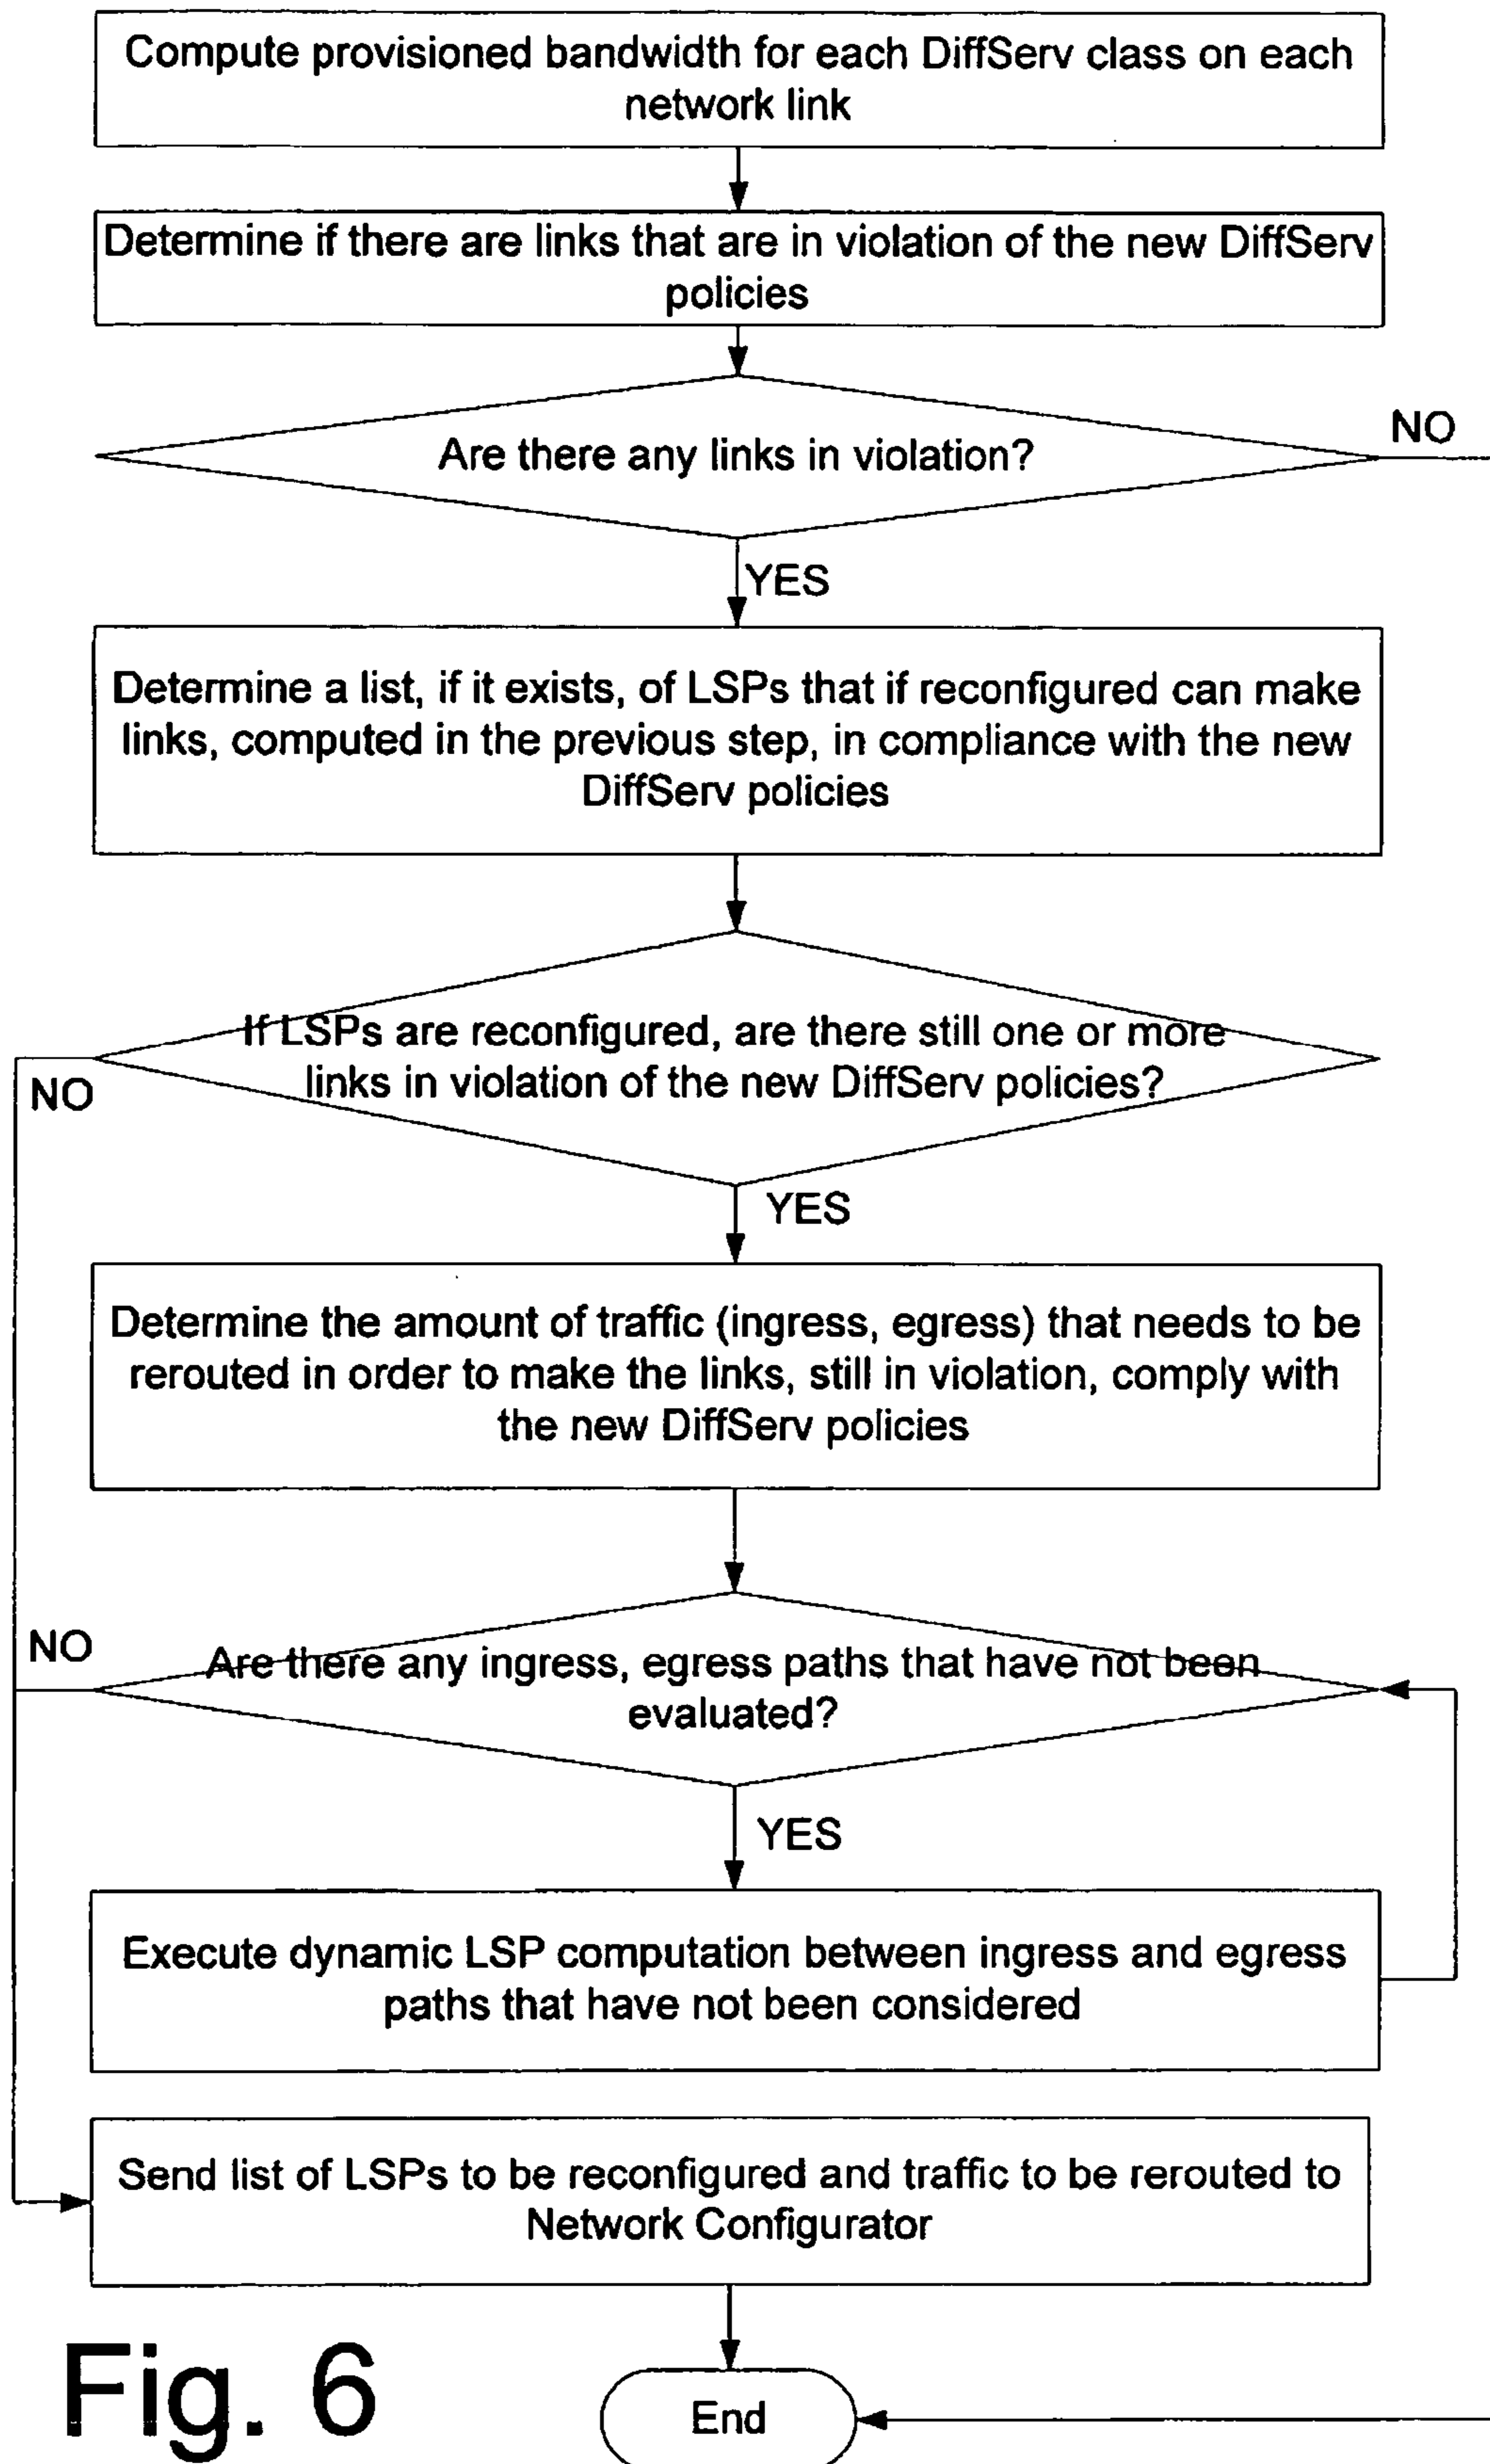 Compute provisioned bandwidth for each DiffServ class on each
network link
Determine if there are links that are in violation of the new DiffServ
policies
Are there any links in violation?
NO
YES
Determine a list, if it exists, of LSPs that if reconfigured can make
links, computed in the previous step, in compliance with the new
DiffServ policies
If LSPs are reconfigured, are there still one or more
links in violation of the new DiffServ policies?
NO
YES
Determine the amount of traffic (ingress, egress) that needs to be
rerouted in order to make the links, still in violation, comply with
the new DiffServ policies
NO
Are there any ingress, egress paths that have not been
evaluated?
YES
Execute dynamic LSP computation between ingress and egress
paths that have not been considered
Send list of LSPs to be reconfigured and traffic to be rerouted to
Network Configurator
Fig. 6
End